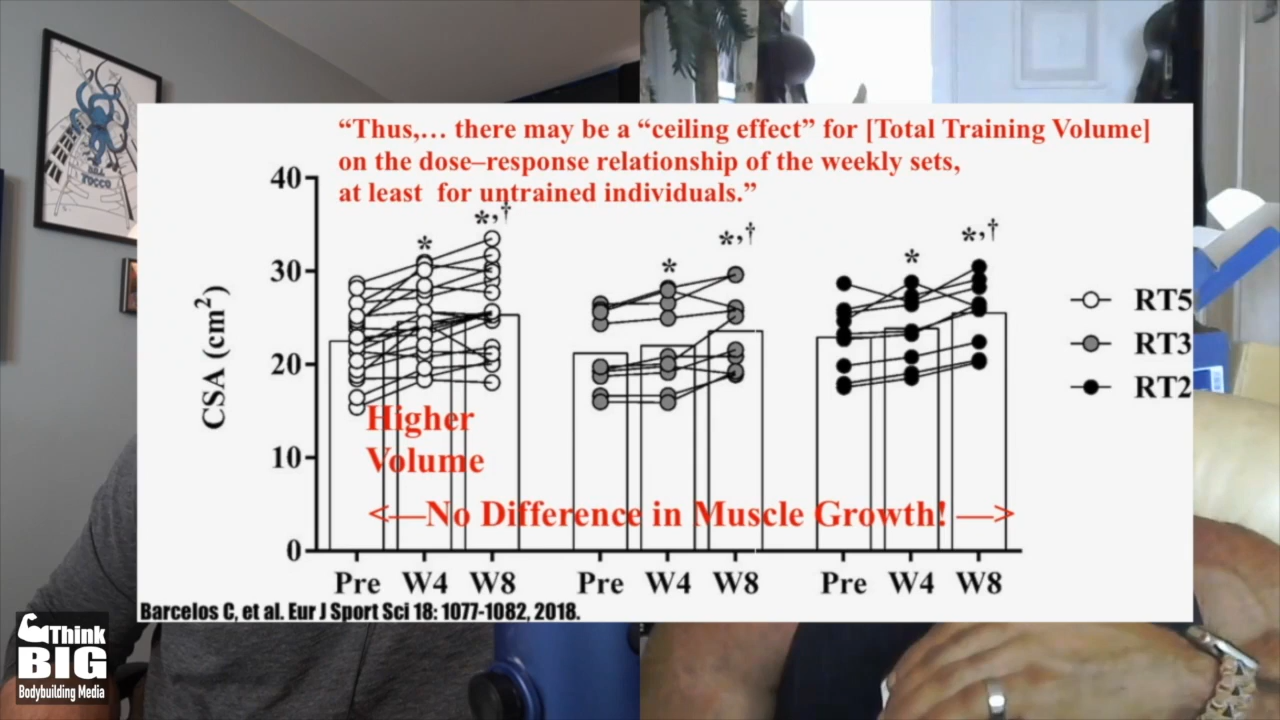 “Thus,… there may be a “ceiling effect” for [Total Training Volume]
on the dose–response relationship of the weekly sets,
at least for untrained individuals.”
40
30
20
10
0
CSA (cm²)
*
*,†
*
*,†
*
*,†
RT5
RT3
RT2
Higher
Volume
<—No Difference in Muscle Growth! —>
Pre W4 W8 Pre W4 W8 Pre W4 W8
Barcelos C, et al. Eur J Sport Sci 18: 1077-1082, 2018.
BILL
TOCCO
Think
BIG
Bodybuilding Media